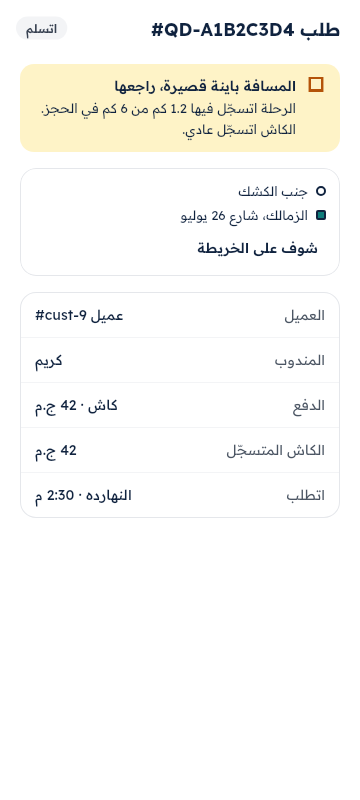 طلب QD-A1B2C3D4#
اتسلم
المسافة باينة قصيرة، راجعها
الرحلة اتسجّل فيها 1.2 كم من 6 كم في الحجز.
الكاش اتسجّل عادي.
جنب الكشك
الزمالك، شارع 26 يوليو
شوف على الخريطة
العميل
عميل cust-9#
المندوب
كريم
الدفع
كاش · 42 ج.م
الكاش المتسجّل
42 ج.م
اتطلب
النهارده · 2:30 م